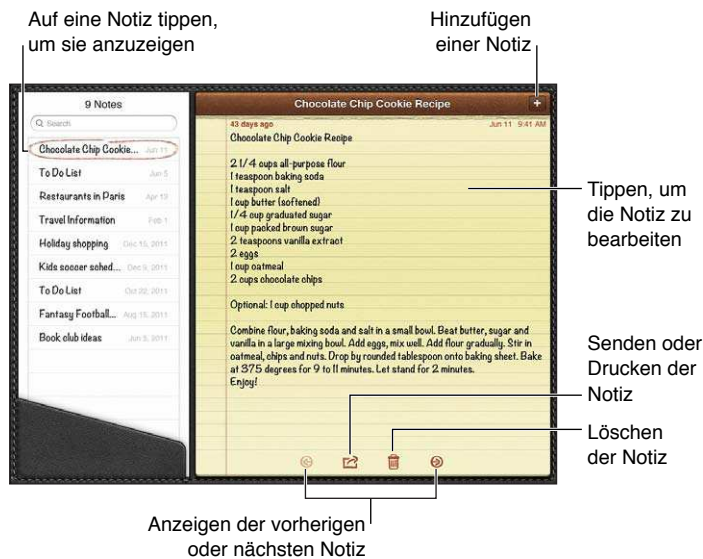 Auf eine Notiz tippen,
um sie anzuzeigen
Hinzufügen
einer Notiz
9 Notes
Search
Chocolate Chip Cookie... Jun 11
To Do List Jun 5
Restaurants in Paris Apr 13
Travel Information Feb 1
Holiday shopping Dec 15, 2011
Kids soccer sched... Dec 9, 2011
To Do List Oct 22, 2011
Fantasy Football... Aug 15, 2011
Book club ideas Jun 5, 2011
Chocolate Chip Cookie Recipe +
43 days ago Jun 11 9:41 AM
Chocolate Chip Cookie Recipe
2 1/4 cups all-purpose flour
1 teaspoon baking soda
1 teaspoon salt
1 cup butter (softened)
1/4 cup graduated sugar
1 cup packed brown sugar
2 teaspoons vanilla extract
2 eggs
1 cup oatmeal
2 cups chocolate chips
Optional: 1 cup chopped nuts
Combine flour, baking soda and salt in a small bowl. Beat butter, sugar and
vanilla in a large mixing bowl. Add eggs, mix well. Add flour gradually. Stir in
oatmeal, chips and nuts. Drop by rounded tablespoon onto baking sheet. Bake
at 375 degrees for 9 to 11 minutes. Let stand for 2 minutes.
Enjoy!
Tippen, um
die Notiz zu
bearbeiten
Senden oder
Drucken der
Notiz
Löschen
der Notiz
Anzeigen der vorherigen
oder nächsten Notiz